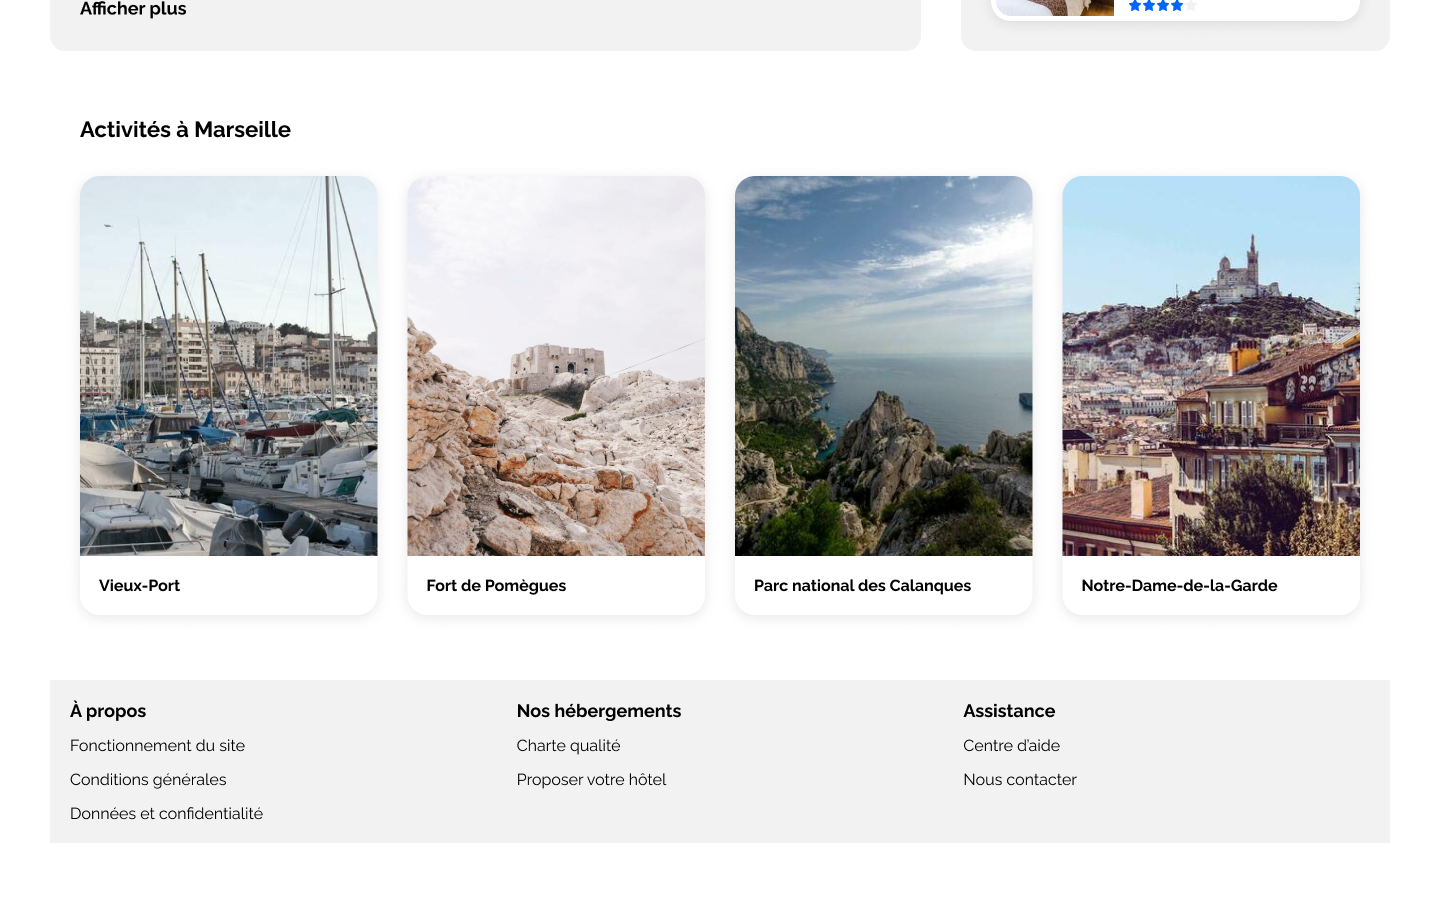 Afficher plus
Activités à Marseille
Vieux-Port
Fort de Pomègues
Parc national des Calanques
Notre-Dame-de-la-Garde
À propos
Fonctionnement du site
Conditions générales
Données et confidentialité
Nos hébergements
Charte qualité
Proposer votre hôtel
Assistance
Centre d'aide
Nous contacter